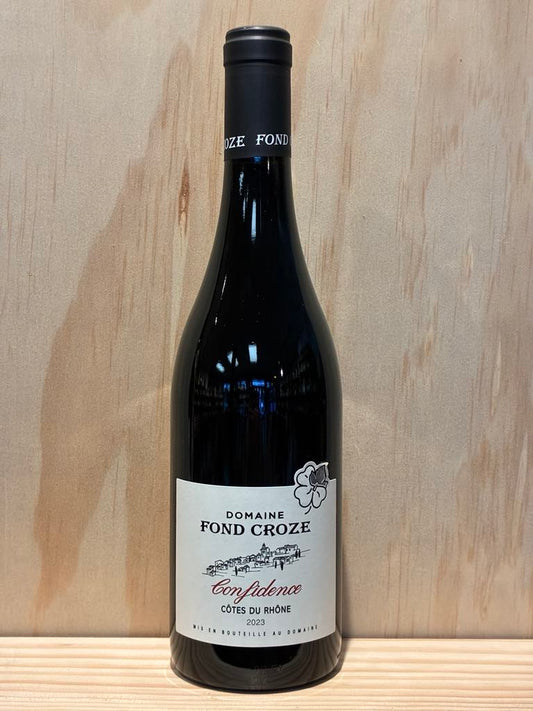 OZE FOND
DOMAINE
FOND CROZE
Confidence
CÔTES DU RHÔNE
2023
MIS EN BOUTEILLE AU DOMAINE